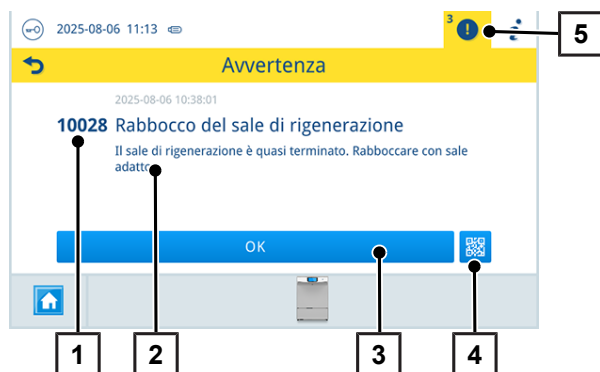 2025-08-06 11:13
3
5
Avvertenza
2025-08-06 10:38:01
10028 Rabbocco del sale di rigenerazione
Il sale di rigenerazione è quasi terminato. Rabboccare con sale
adatto.
OK
1
2
3
4